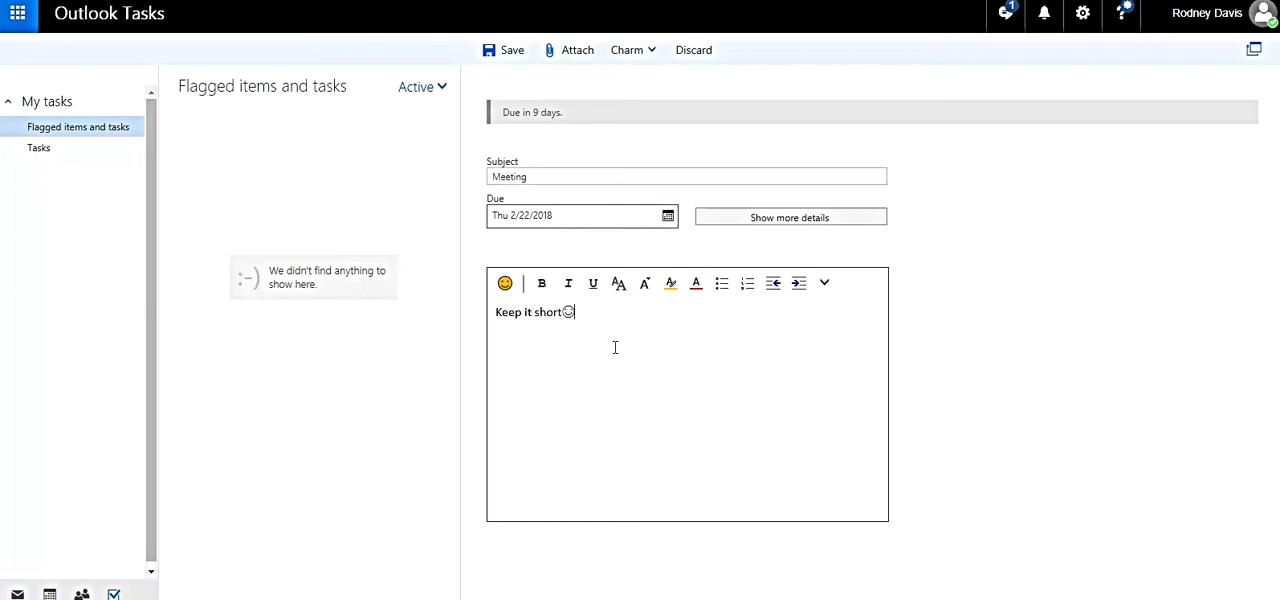 Outlook Tasks
1
Rodney Davis
Save Attach Charm Discard
My tasks
Flagged items and tasks
Tasks
Flagged items and tasks Active
:-) We didn't find anything to
show here.
Due in 9 days.
Subject
Meeting
Due
Thu 2/22/2018 Show more details
B I U AA A A
Keep it short